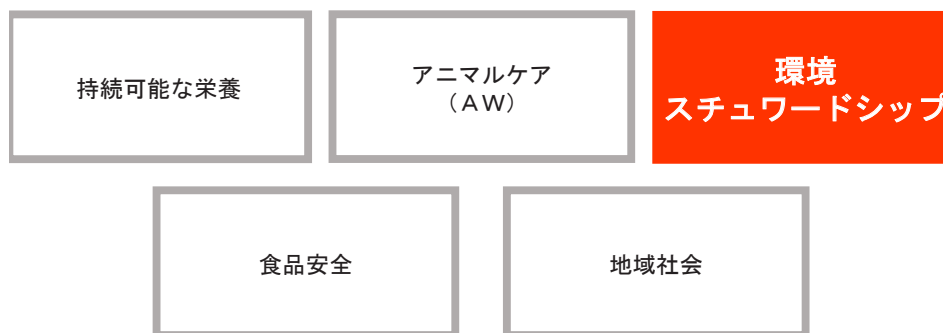 持続可能な栄養
アニマルケア
（ＡＷ）
環境
スチュワードシップ
食品安全
地域社会